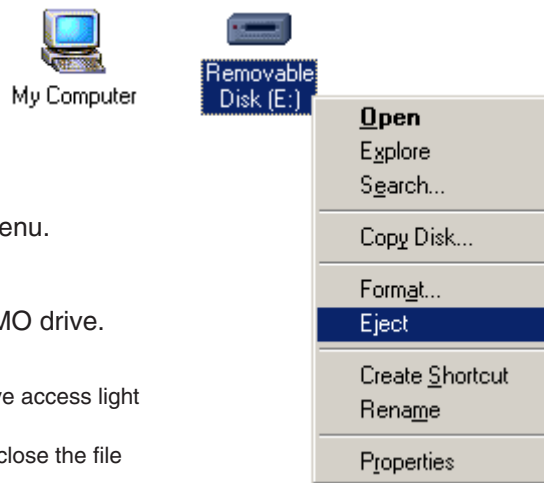 My Computer
Removable
Disk (E:)
Open
Explore
Search...
Copy Disk...
Format...
Eject
Create Shortcut
Rename
Properties
enu.
MO drive.
ve access light
close the file